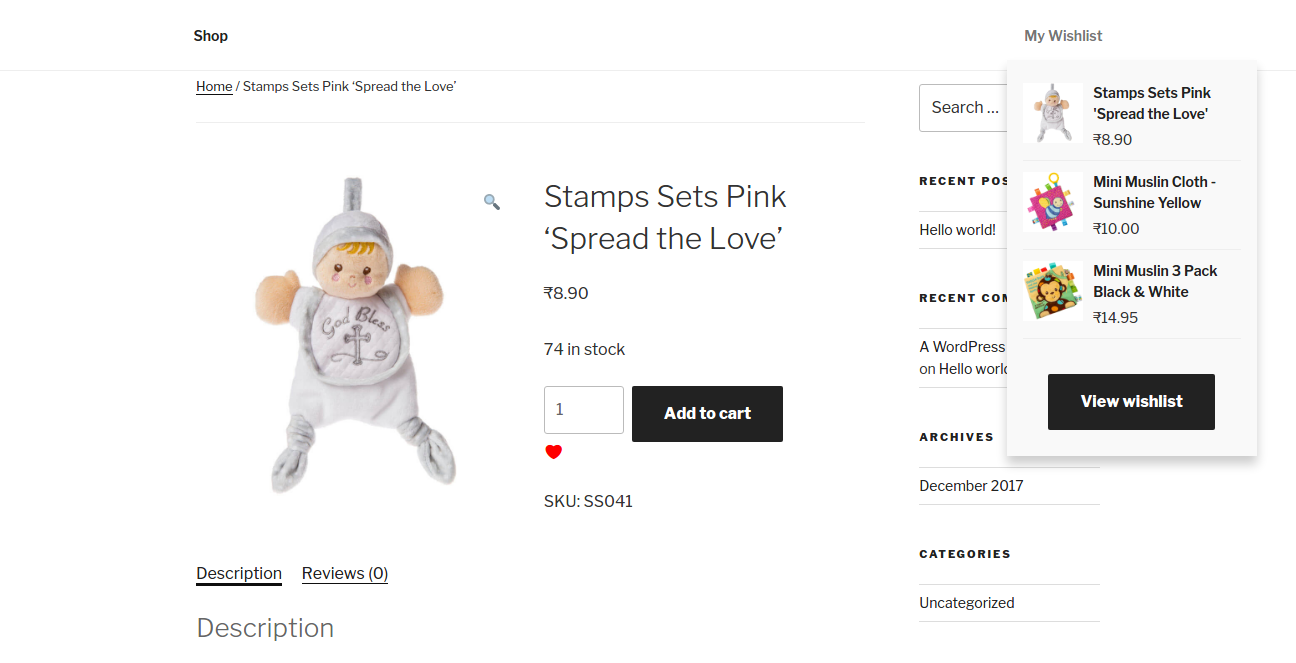 Shop
My Wishlist
Home / Stamps Sets Pink ‘Spread the Love’
God Bless
Stamps Sets Pink
‘Spread the Love’
₹8.90
74 in stock
1
Add to cart
SKU: SS041
Description
Reviews (0)
Description
Search …
RECENT POS
Hello world!
RECENT COM
A WordPress
on Hello world
ARCHIVES
December 2017
CATEGORIES
Uncategorized
Stamps Sets Pink
'Spread the Love'
₹8.90
Mini Muslin Cloth -
Sunshine Yellow
₹10.00
Mini Muslin 3 Pack
Black & White
₹14.95
View wishlist